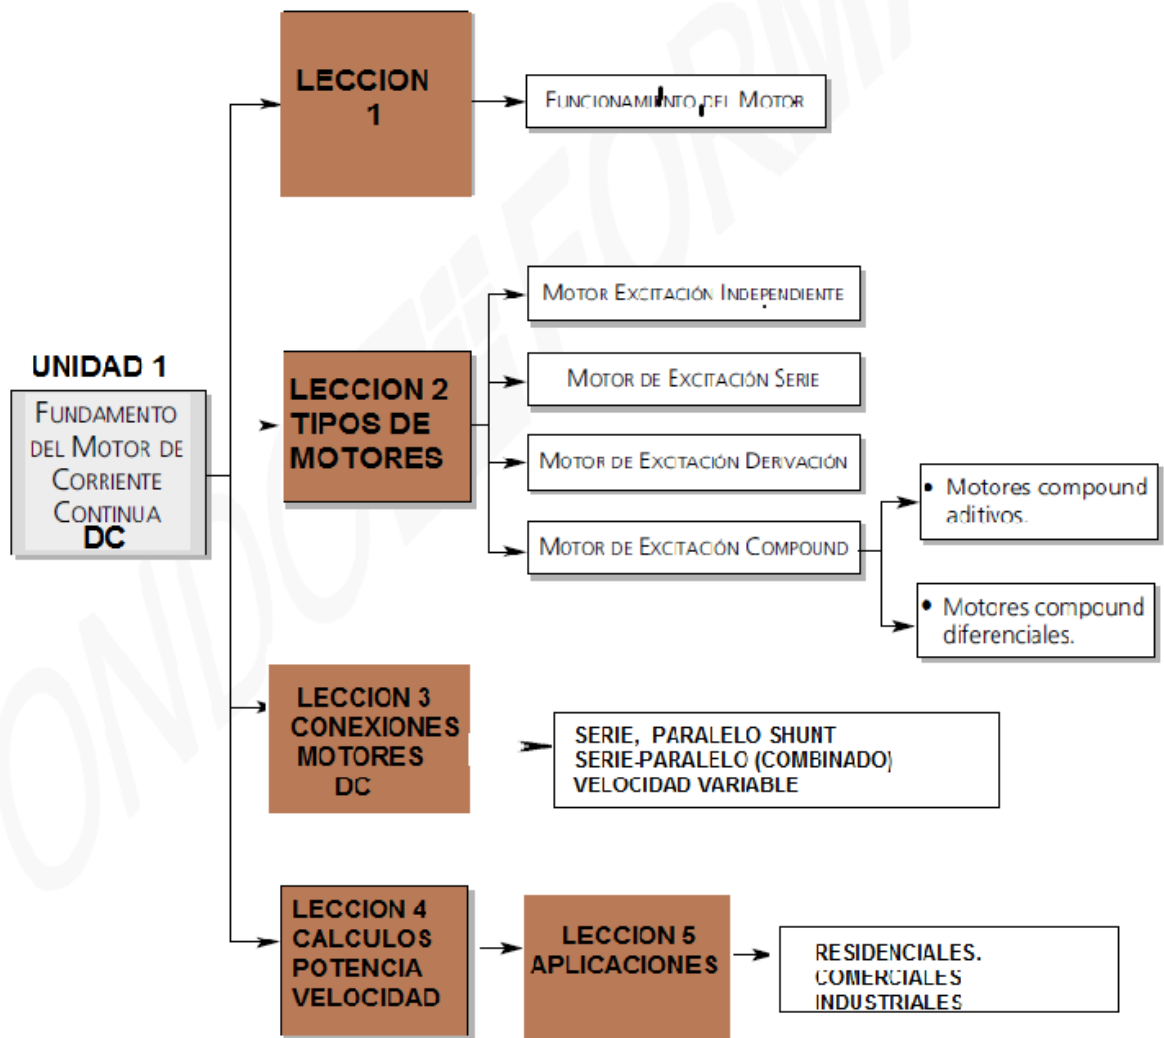 LECCION
1
FUNCIONAMIENTO DEL MOTOR
MOTOR EXCITACIÓN INDEPENDIENTE
UNIDAD 1
FUNDAMENTO
DEL MOTOR DE
CORRIENTE
CONTINUA
DC
LECCION 2
TIPOS DE
MOTORES
MOTOR DE EXCITACIÓN SERIE
MOTOR DE EXCITACIÓN DERIVACIÓN
MOTOR DE EXCITACIÓN COMPOUND
• Motores compound
aditivos.
• Motores compound
diferenciales.
LECCION 3
CONEXIONES
MOTORES
DC
SERIE, PARALELO SHUNT
SERIE-PARALELO (COMBINADO)
VELOCIDAD VARIABLE
LECCION 4
CALCULOS
POTENCIA
VELOCIDAD
LECCION 5
APLICACIONES
RESIDENCIALES.
COMERCIALES
INDUSTRIALES